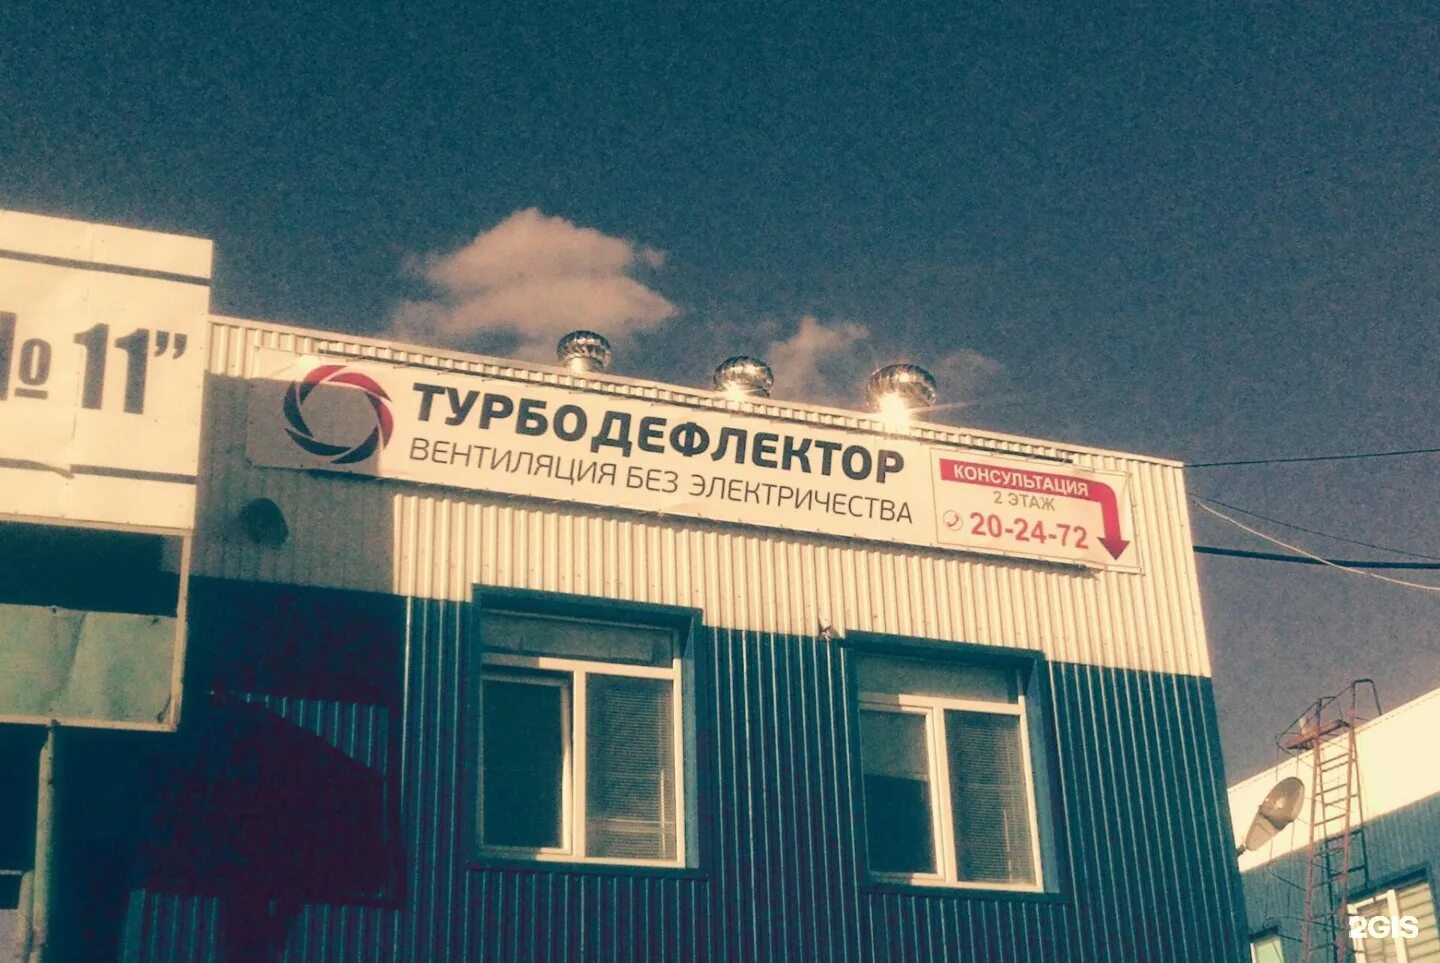 № 11”
ТУРБОДЕФЛЕКТОР
ВЕНТИЛЯЦИЯ БЕЗ ЭЛЕКТРИЧЕСТВА
КОНСУЛЬТАЦИЯ
2 ЭТАЖ
20-24-72
2GIS